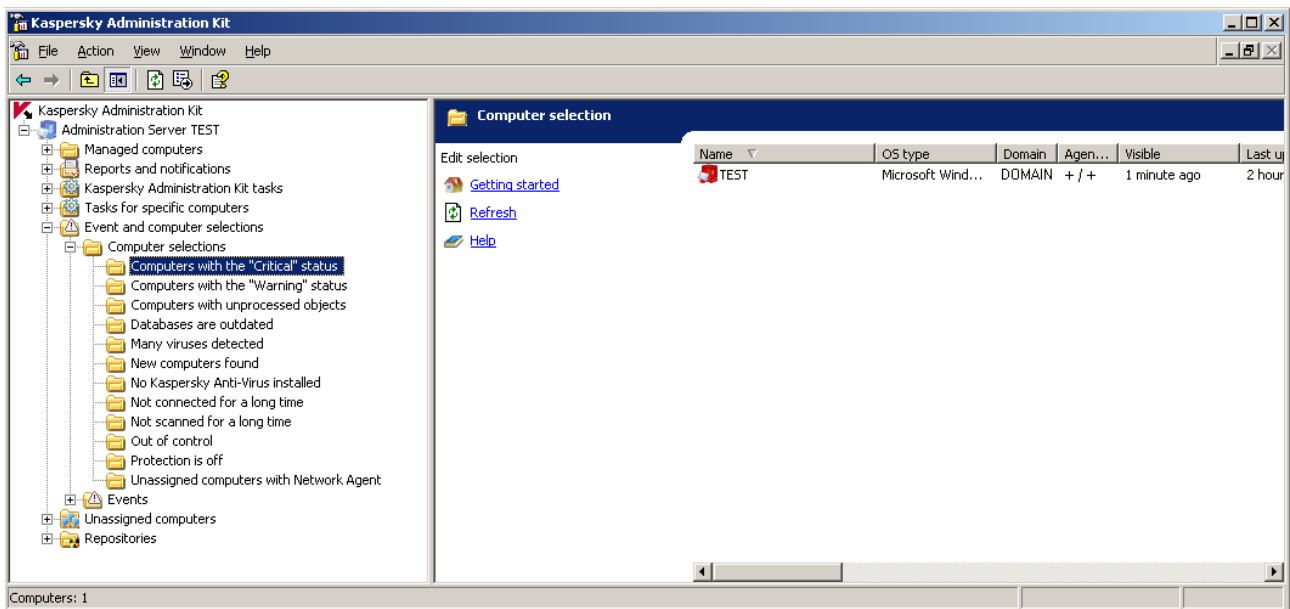 Kaspersky Administration Kit
File Action View Window Help
Kaspersky Administration Kit
Administration Server TEST
Managed computers
Reports and notifications
Kaspersky Administration Kit tasks
Tasks for specific computers
Event and computer selections
Computer selections
Computers with the "Critical" status
Computers with the "Warning" status
Computers with unprocessed objects
Databases are outdated
Many viruses detected
New computers found
No Kaspersky Anti-Virus installed
Not connected for a long time
Not scanned for a long time
Out of control
Protection is off
Unassigned computers with Network Agent
Events
Unassigned computers
Repositories
Computer selection
Edit selection
Getting started
Refresh
Help
Name OS type Domain Agen... Visible Last up
TEST Microsoft Wind... DOMAIN + / + 1 minute ago 2 hour
Computers: 1